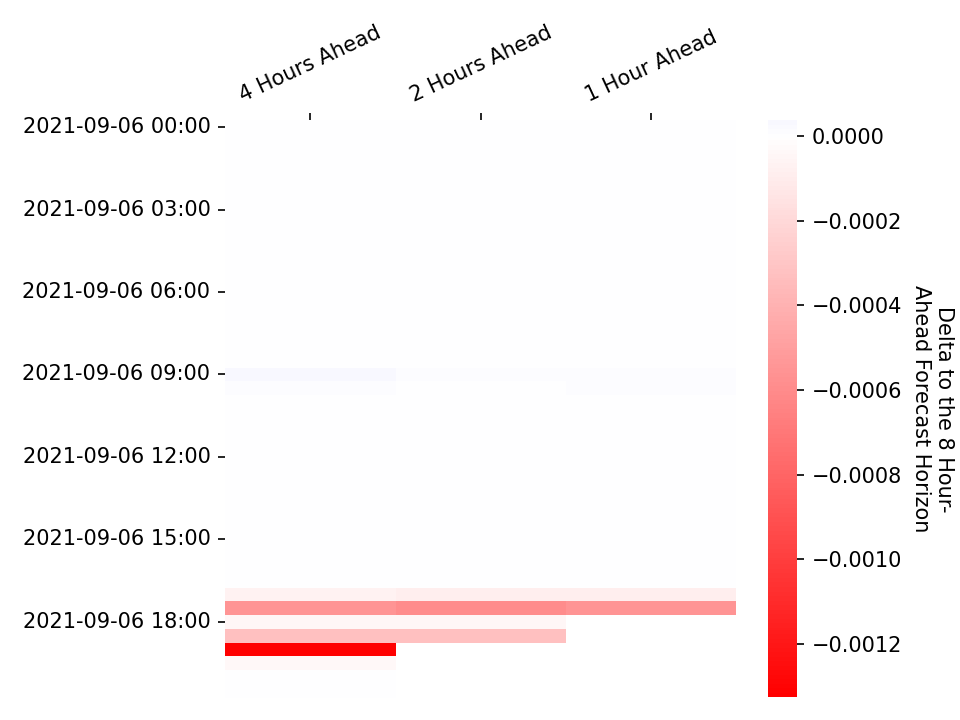 4 Hours Ahead
2 Hours Ahead
1 Hour Ahead
2021-09-06 00:00
2021-09-06 03:00
2021-09-06 06:00
2021-09-06 09:00
2021-09-06 12:00
2021-09-06 15:00
2021-09-06 18:00
0.0000
−0.0002
−0.0004
−0.0006
−0.0008
−0.0010
−0.0012
Delta to the 8 Hour-
Ahead Forecast Horizon